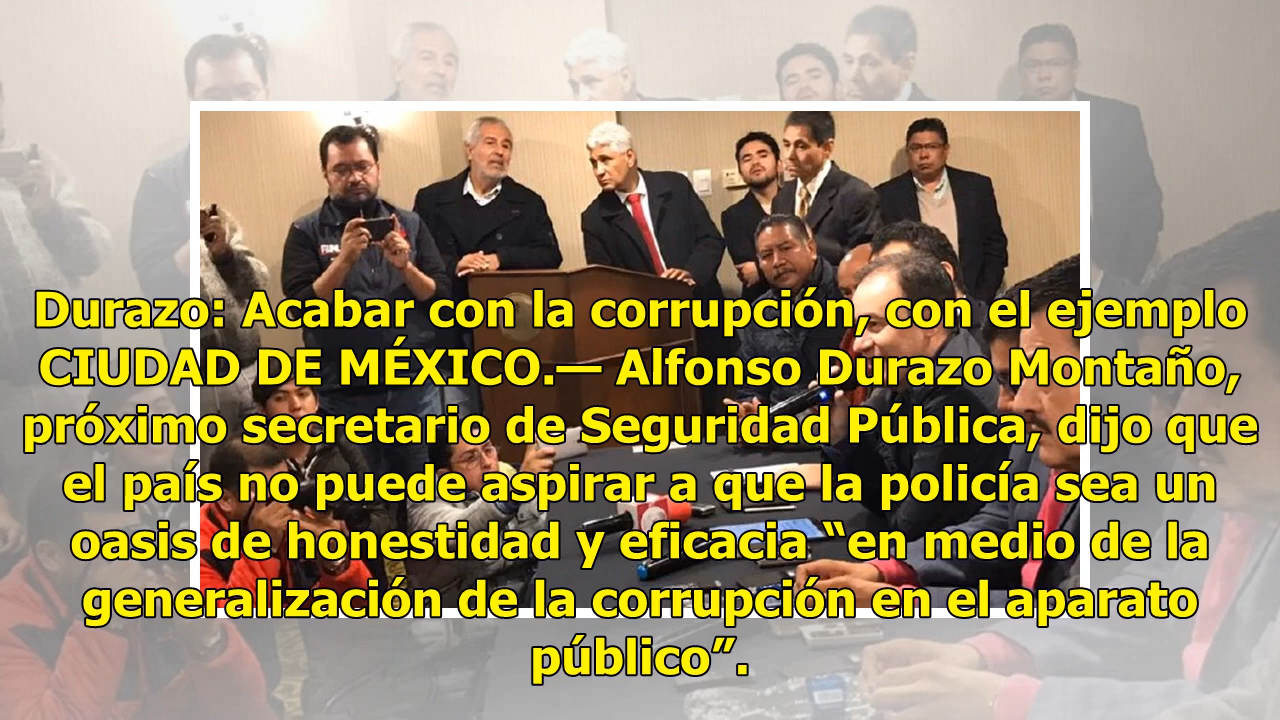 Durazo: Acabar con la corrupción, con el ejemplo
CIUDAD DE MÉXICO.— Alfonso Durazo Montaño,
próximo secretario de Seguridad Pública, dijo que
el país no puede aspirar a que la policía sea un
oasis de honestidad y eficacia “en medio de la
generalización de la corrupción en el aparato
público”.